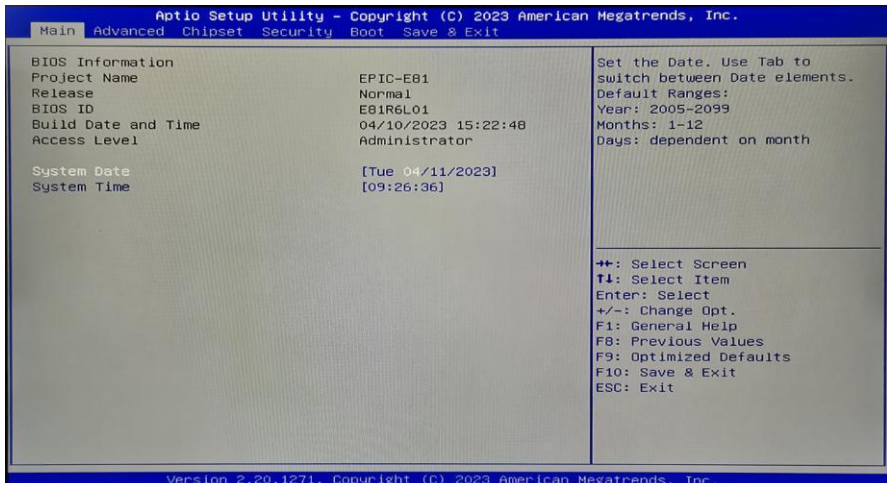 Aptio Setup Utility – Copyright (C) 2023 American Megatrends, Inc.
Main Advanced Chipset Security Boot Save & Exit
BIOS Information
Project Name EPIC-E81
Release Normal
BIOS ID E81R6L01
Build Date and Time 04/10/2023 15:22:48
Access Level Administrator
System Date [Tue 04/11/2023]
System Time [09:26:36]
Set the Date. Use Tab to
switch between Date elements.
Default Ranges:
Year: 2005-2099
Months: 1-12
Days: dependent on month
→←: Select Screen
↑↓: Select Item
Enter: Select
+/-: Change Opt.
F1: General Help
F8: Previous Values
F9: Optimized Defaults
F10: Save & Exit
ESC: Exit
Version 2.20.1271. Copyright (C) 2023 American Megatrends, Inc.